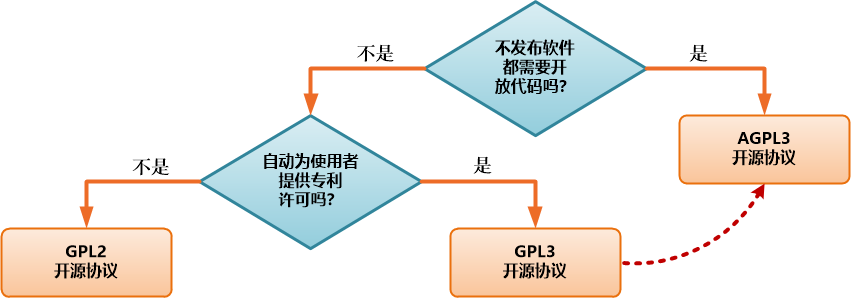 不发布软件
都需要开
放代码吗?
不是
是
AGPL3
开源协议
自动为使用者
提供专利
许可吗?
不是
是
GPL2
开源协议
GPL3
开源协议